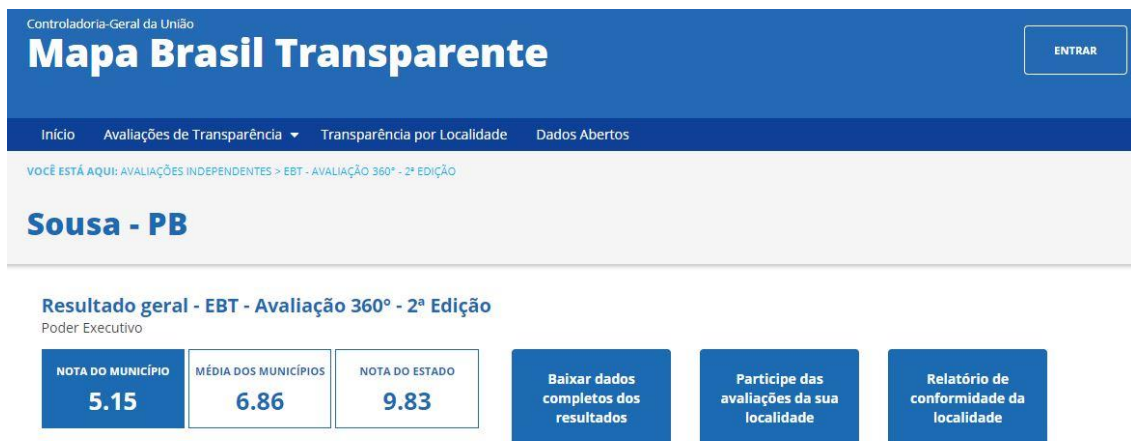 Controladoria-Geral da União
Mapa Brasil Transparente
ENTRAR
Início Avaliações de Transparência Transparência por Localidade Dados Abertos
VOCÊ ESTÁ AQUI: AVALIAÇÕES INDEPENDENTES > EBT - AVALIAÇÃO 360° - 2ª EDIÇÃO
Sousa - PB
Resultado geral - EBT - Avaliação 360° - 2ª Edição
Poder Executivo
NOTA DO MUNICÍPIO
5.15
MÉDIA DOS MUNICÍPIOS
6.86
NOTA DO ESTADO
9.83
Baixar dados
completos dos
resultados
Participe das
avaliações da sua
localidade
Relatório de
conformidade da
localidade